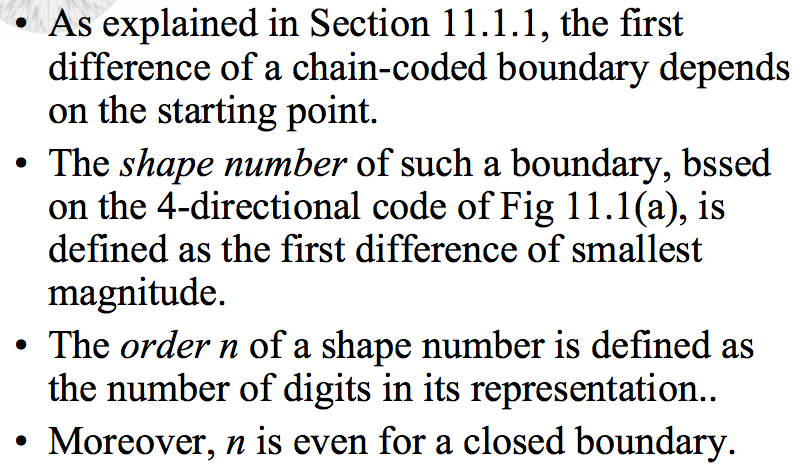 • As explained in Section 11.1.1, the first
difference of a chain-coded boundary depends
on the starting point.
• The shape number of such a boundary, bssed
on the 4-directional code of Fig 11.1(a), is
defined as the first difference of smallest
magnitude.
• The order n of a shape number is defined as
the number of digits in its representation..
• Moreover, n is even for a closed boundary.